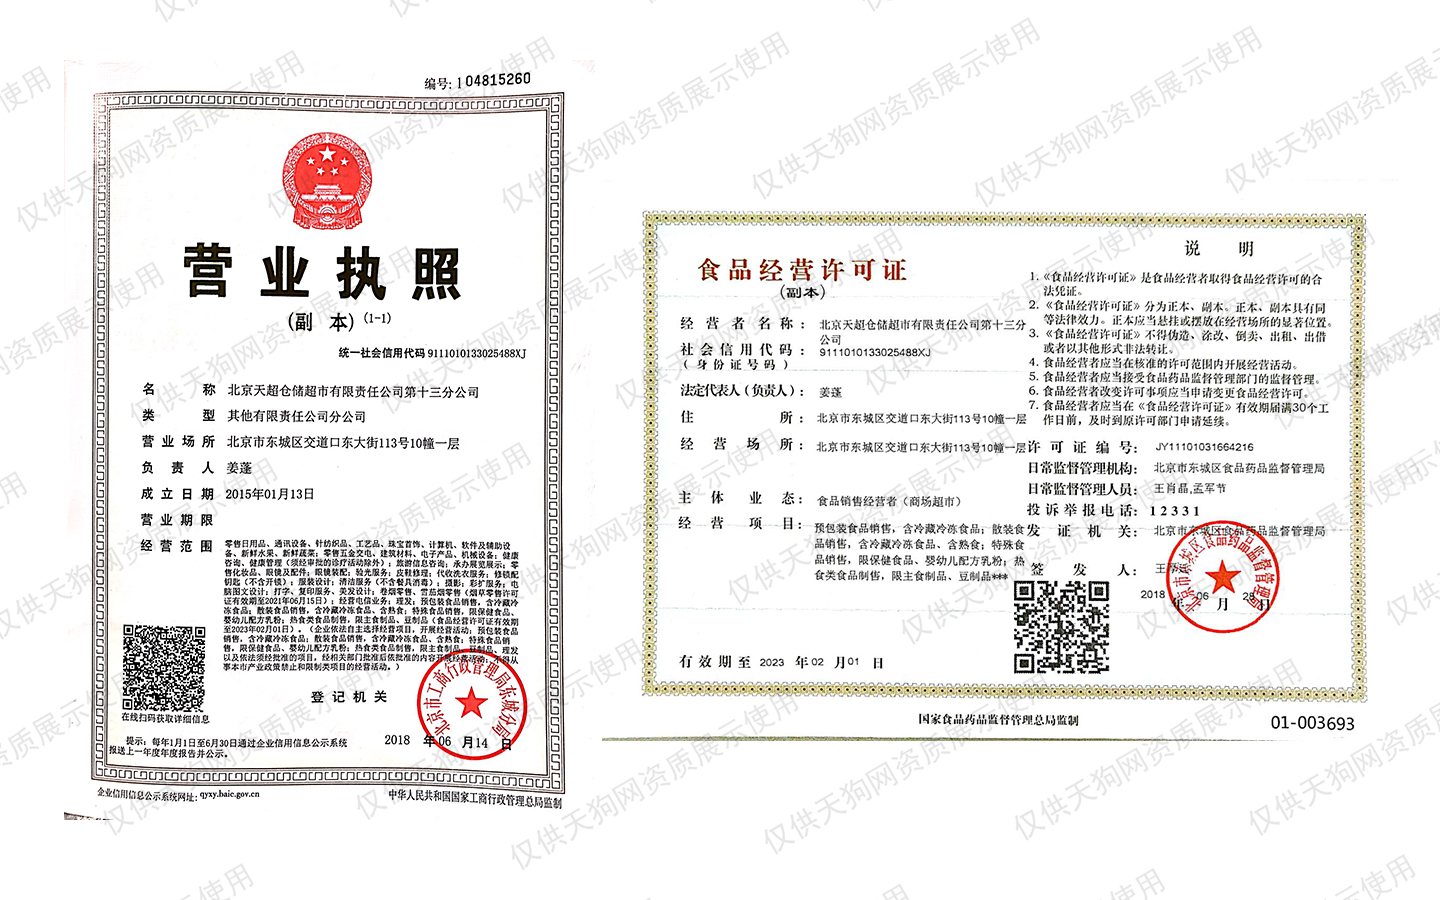 编号: 1 04815260
营业执照
(副 本) (1-1)
统一社会信用代码 9111010133025488XJ
名 称 北京天超仓储超市有限责任公司第十三分公司
类 型 其他有限责任公司分公司
营业场所 北京市东城区交道口东大街113号10幢一层
负 责 人 姜蓬
成立日期 2015年01月13日
营业期限
经营范围 零售日用品、通讯设备、针纺织品、工艺品、珠宝首饰、计算机、软件及辅助设
备、新鲜水果、新鲜蔬菜；零售五金交电、建筑材料、电子产品、机械设备；健康
咨询、健康管理（须经审批的诊疗活动除外）；旅游信息咨询；承办展览展示；零
售化妆品、眼镜及配件；眼镜装配；验光服务；皮鞋修理；代收洗衣服务；修锁配
钥匙（不含开锁）；服装设计；清洁服务（不含餐具消毒）；摄影；彩扩服务；电
脑图文设计；打字、复印服务、美发设计；卷烟零售、雪茄烟零售（烟草零售许可
证有效期至2021年06月15日）；经营电信业务；理发；预包装食品销售，含冷藏冷
冻食品；散装食品销售，含冷藏冷冻食品、含熟食；特殊食品销售，限保健食品、
婴幼儿配方乳粉；热食类食品制售，限主食制品、豆制品（食品经营许可证有效期
至2023年02月01日）。（企业依法自主选择经营项目，开展经营活动；预包装食品
销售，含冷藏冷冻食品；散装食品销售，含冷藏冷冻食品、含熟食；特殊食品销
售，限保健食品、婴幼儿配方乳粉；热食类食品制售，限主食制品、豆制品、理发
以及依法须经批准的项目，经相关部门批准后依批准的内容开展经营活动；不得从
事本市产业政策禁止和限制类项目的经营活动。）
在线扫码获取详细信息
登记机关
北京市工商行政管理局东城分局
2018 年 06 月 14 日
提示：每年1月1日至6月30日通过企业信用信息公示系统
报送上一年度年度报告并公示。
企业信用信息公示系统网址：qyxy.baic.gov.cn
中华人民共和国国家工商行政管理总局监制
食品经营许可证
(副本)
经营者名称： 北京天超仓储超市有限责任公司第十三分
公司
社会信用代码： 9111010133025488XJ
(身份证号码)
法定代表人(负责人)： 姜蓬
住 所： 北京市东城区交道口东大街113号10幢一层
经 营 场 所： 北京市东城区交道口东大街113号10幢一层
主 体 业 态： 食品销售经营者（商场超市）
经 营 项 目： 预包装食品销售，含冷藏冷冻食品；散装食
品销售，含冷藏冷冻食品、含熟食；特殊食
品销售，限保健食品、婴幼儿配方乳粉；热
食类食品制售，限主食制品、豆制品***
有 效 期 至 2023 年 02 月 01 日
说 明
1.《食品经营许可证》是食品经营者取得食品经营许可的合
法凭证。
2.《食品经营许可证》分为正本、副本。正本、副本具有同
等法律效力。正本应当悬挂或摆放在经营场所的显著位置。
3.《食品经营许可证》不得伪造、涂改、倒卖、出租、出借
或者以其他形式非法转让。
4. 食品经营者应当在核准的许可范围内开展经营活动。
5. 食品经营者应当接受食品药品监督管理部门的监督管理。
6. 食品经营者改变许可事项应当申请变更食品经营许可。
7. 食品经营者应当在《食品经营许可证》有效期届满30个工
作日前，及时到原许可部门申请延续。
许可证编号： JY11101031664216
日常监督管理机构： 北京市东城区食品药品监督管理局
日常监督管理人员： 王肖晶,孟军节
投诉举报电话：12331
发 证 机 关： 北京市东城区食品药品监督管理局
签 发 人： 王
北京市东城区食品药品监督管理局
2018 年 06 月 28 日
国家食品药品监督管理总局监制
01-003693
仅供天狗网资质展示使用